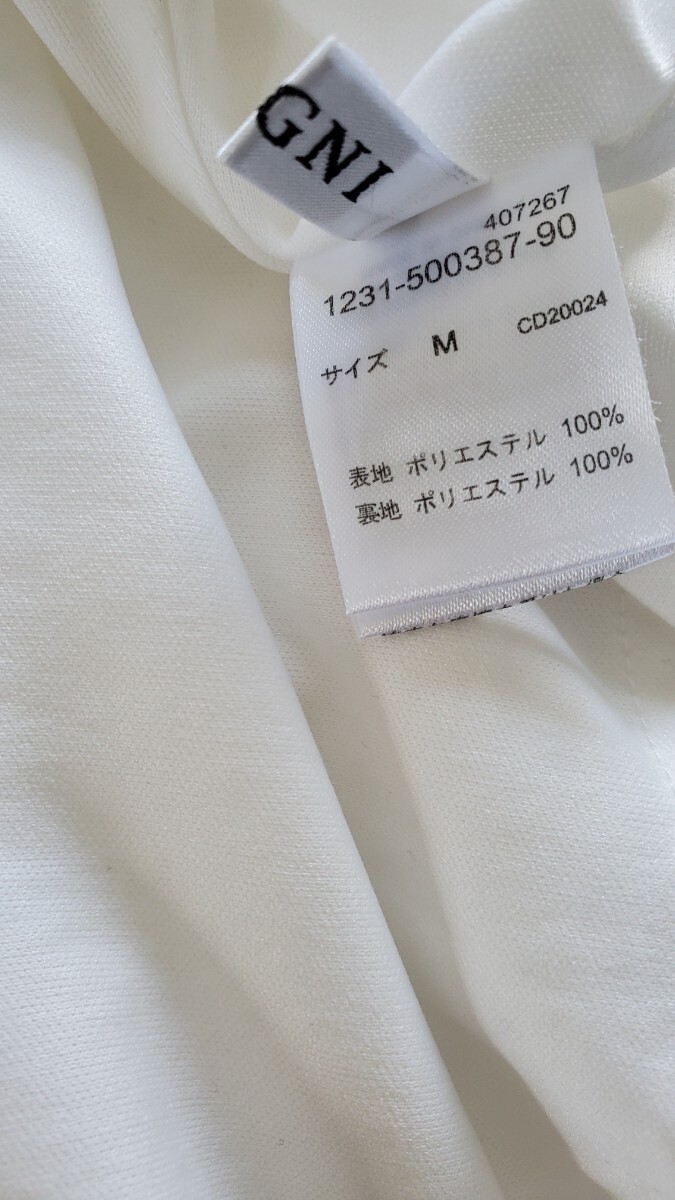 GNI
407267
1231-500387-90
サイズ M CD20024
表地 ポリエステル 100%
裏地 ポリエステル 100%